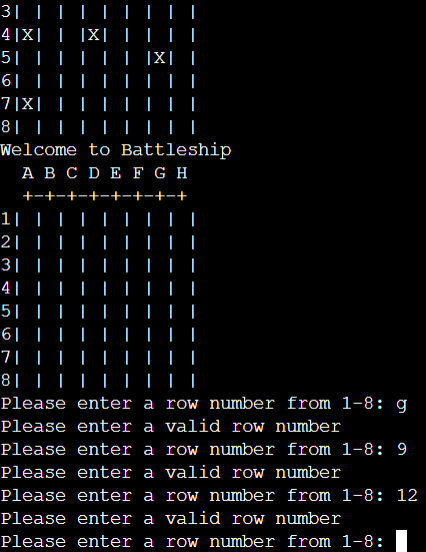 3| | | | | | | | |
4|X| | |X| | | | |
5| | | | | | |X| |
6| | | | | | | | |
7|X| | | | | | | |
8| | | | | | | | |
Welcome to Battleship
  A B C D E F G H
  +-+-+-+-+-+-+-+
1| | | | | | | | |
2| | | | | | | | |
3| | | | | | | | |
4| | | | | | | | |
5| | | | | | | | |
6| | | | | | | | |
7| | | | | | | | |
8| | | | | | | | |
Please enter a row number from 1-8: g
Please enter a valid row number
Please enter a row number from 1-8: 9
Please enter a valid row number
Please enter a row number from 1-8: 12
Please enter a valid row number
Please enter a row number from 1-8: